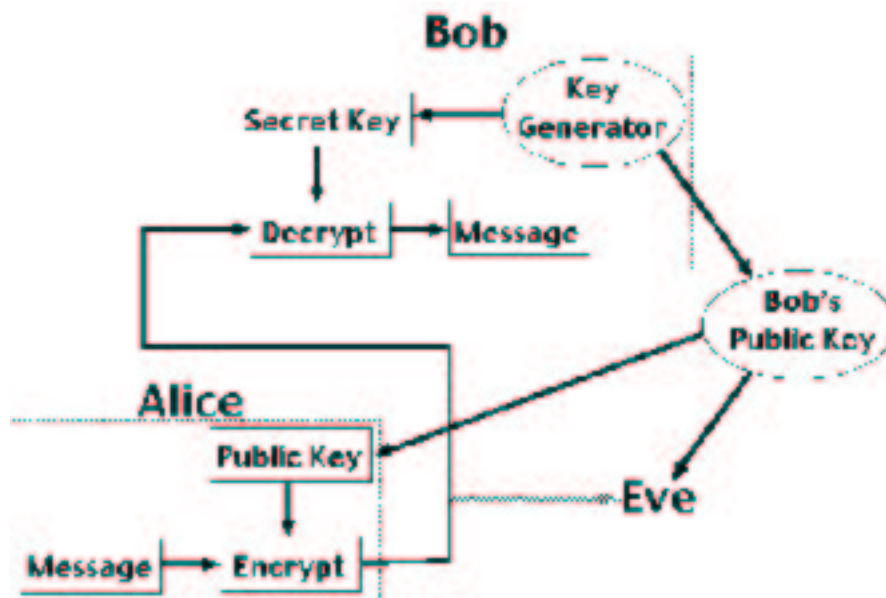 Bob
Key
Generator
Secret Key
Decrypt
Message
Bob's
Public Key
Alice
Public Key
Eve
Message
Encrypt